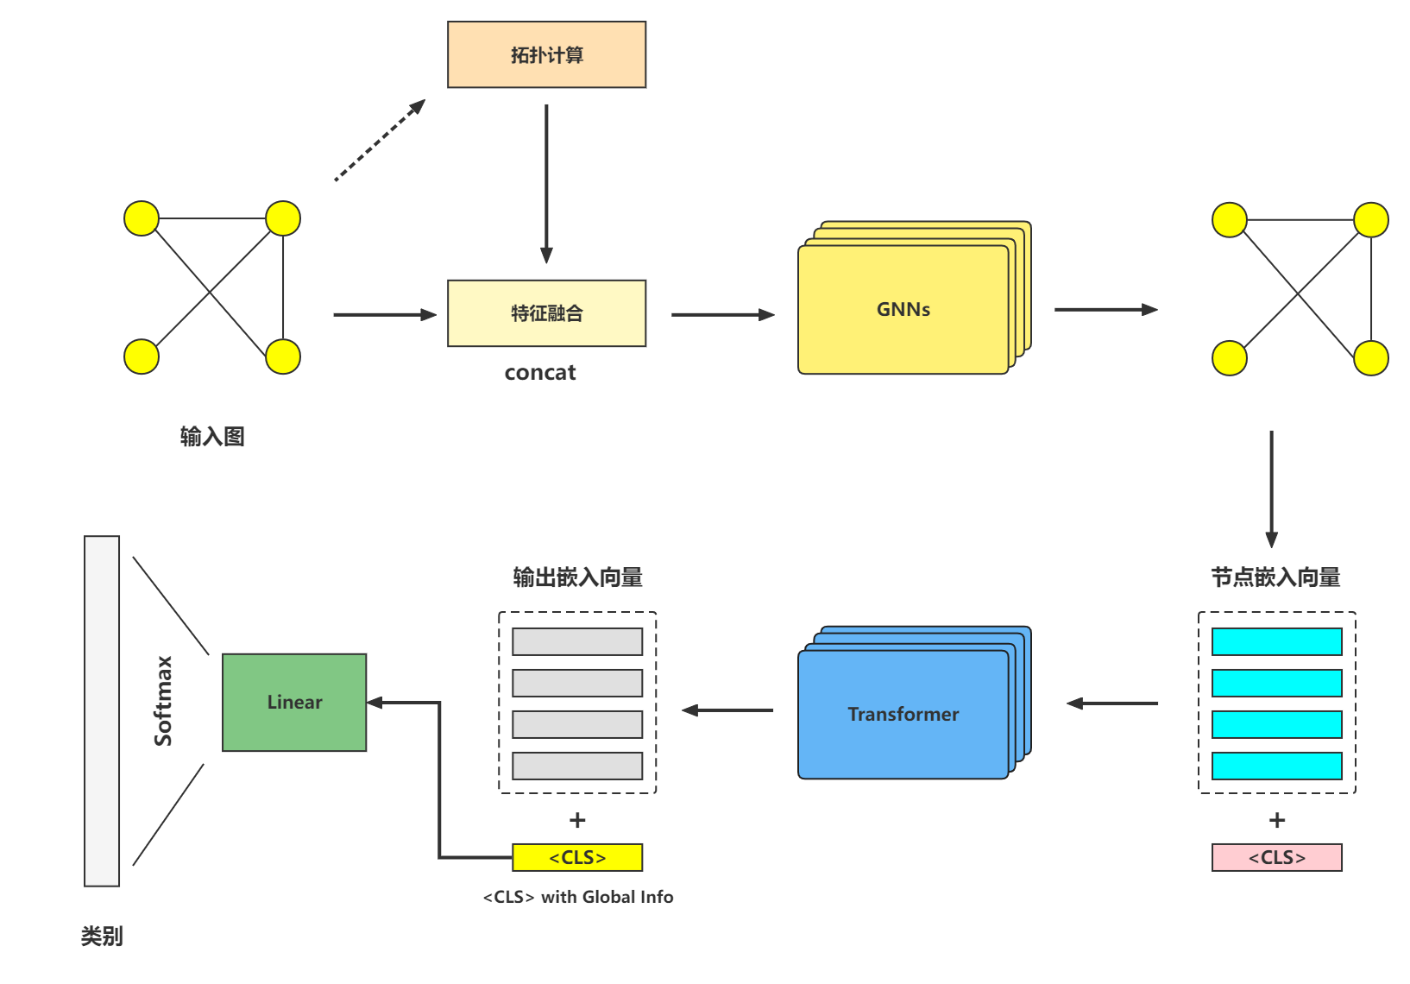 拓扑计算
特征融合
concat
GNNs
输入图
节点嵌入向量
<CLS>
+
Transformer
输出嵌入向量
+
<CLS>
<CLS> with Global Info
Linear
Softmax
类别